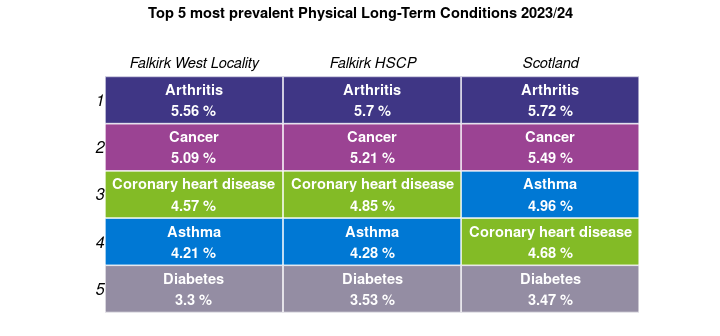 Top 5 most prevalent Physical Long-Term Conditions 2023/24
Falkirk West Locality Falkirk HSCP Scotland
1 Arthritis Arthritis Arthritis
5.56 % 5.7 % 5.72 %
2 Cancer Cancer Cancer
5.09 % 5.21 % 5.49 %
3 Coronary heart disease Coronary heart disease Asthma
4.57 % 4.85 % 4.96 %
4 Asthma Asthma Coronary heart disease
4.21 % 4.28 % 4.68 %
5 Diabetes Diabetes Diabetes
3.3 % 3.53 % 3.47 %